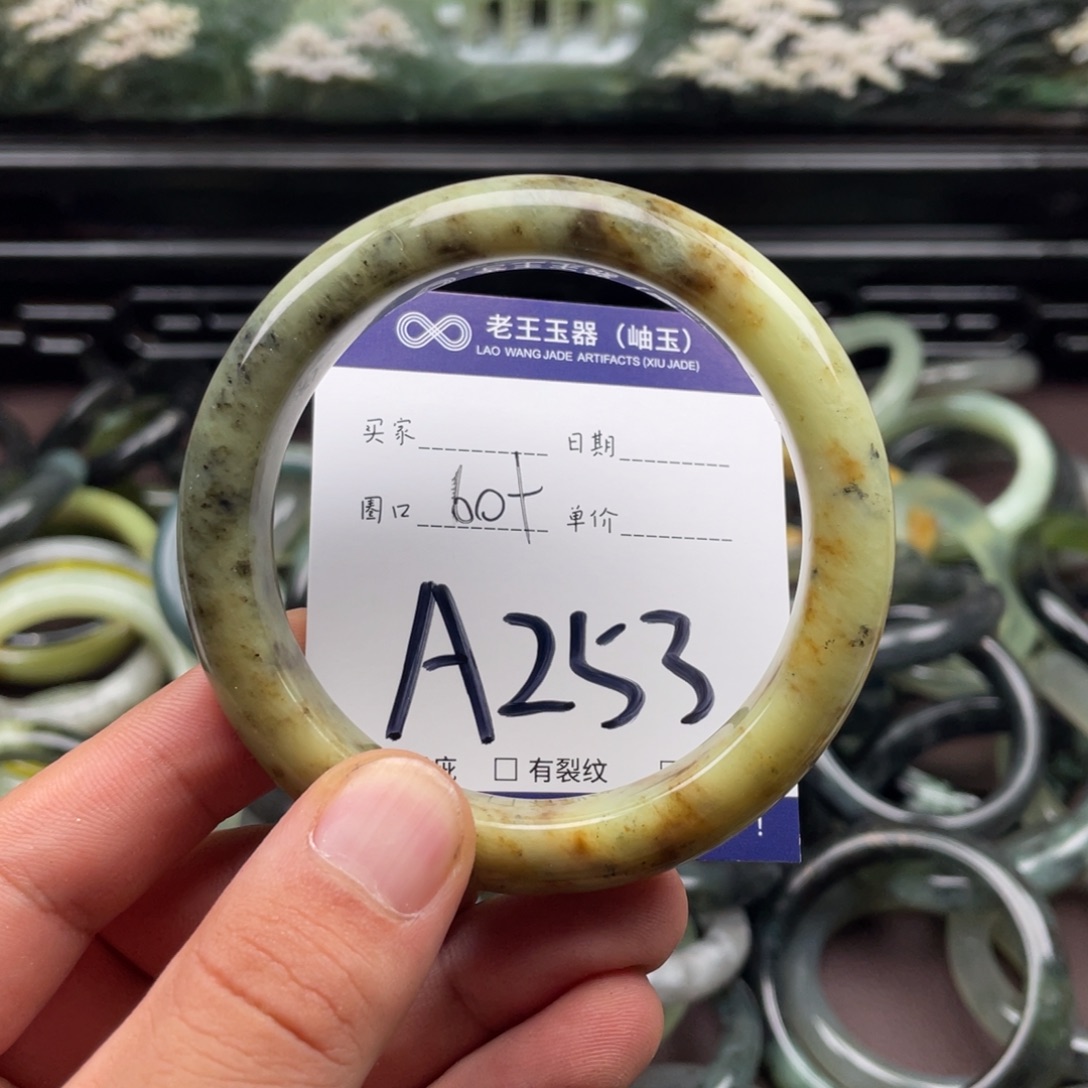 老王玉器（岫玉）
LAO WANG JADE ARTIFACTS (XIU JADE)
买家 日期
圈口 60+ 单价
A253
□ 有裂纹 □
！